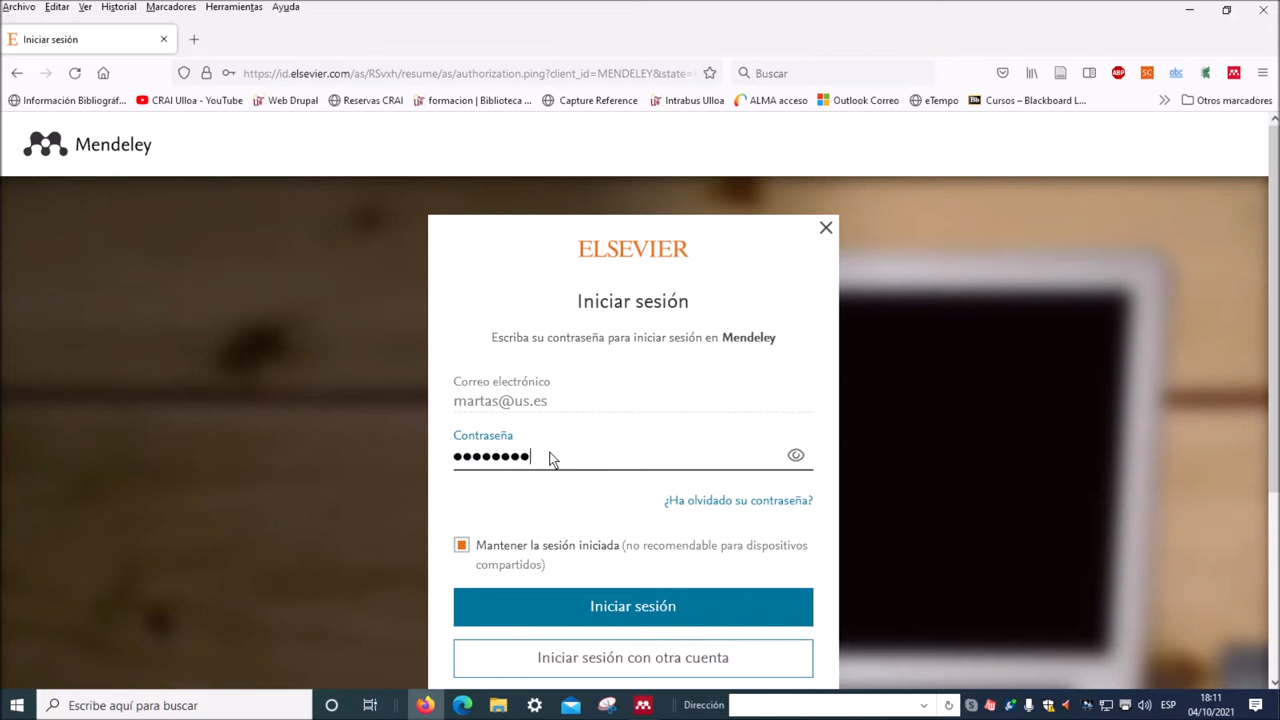 Archivo Editar Ver Historial Marcadores Herramientas Ayuda
E Iniciar sesión
https://id.elsevier.com/as/RSvxh/resume/as/authorization.ping?client_id=MENDELEY&state=
Buscar
ABP SC abc
Información Bibliográf... CRAI Ulloa - YouTube Web Drupal Reservas CRAI formacion | Biblioteca ... Capture Reference Intrabus Ulloa ALMA acceso Outlook Correo eTempo Bb Cursos – Blackboard L... Otros marcadores
Mendeley
ELSEVIER
Iniciar sesión
Escriba su contraseña para iniciar sesión en Mendeley
Correo electrónico
martas@us.es
Contraseña
●●●●●●●●
¿Ha olvidado su contraseña?
Mantener la sesión iniciada (no recomendable para dispositivos
compartidos)
Iniciar sesión
Iniciar sesión con otra cuenta
Escribe aquí para buscar
Dirección
ESP
18:11
04/10/2021